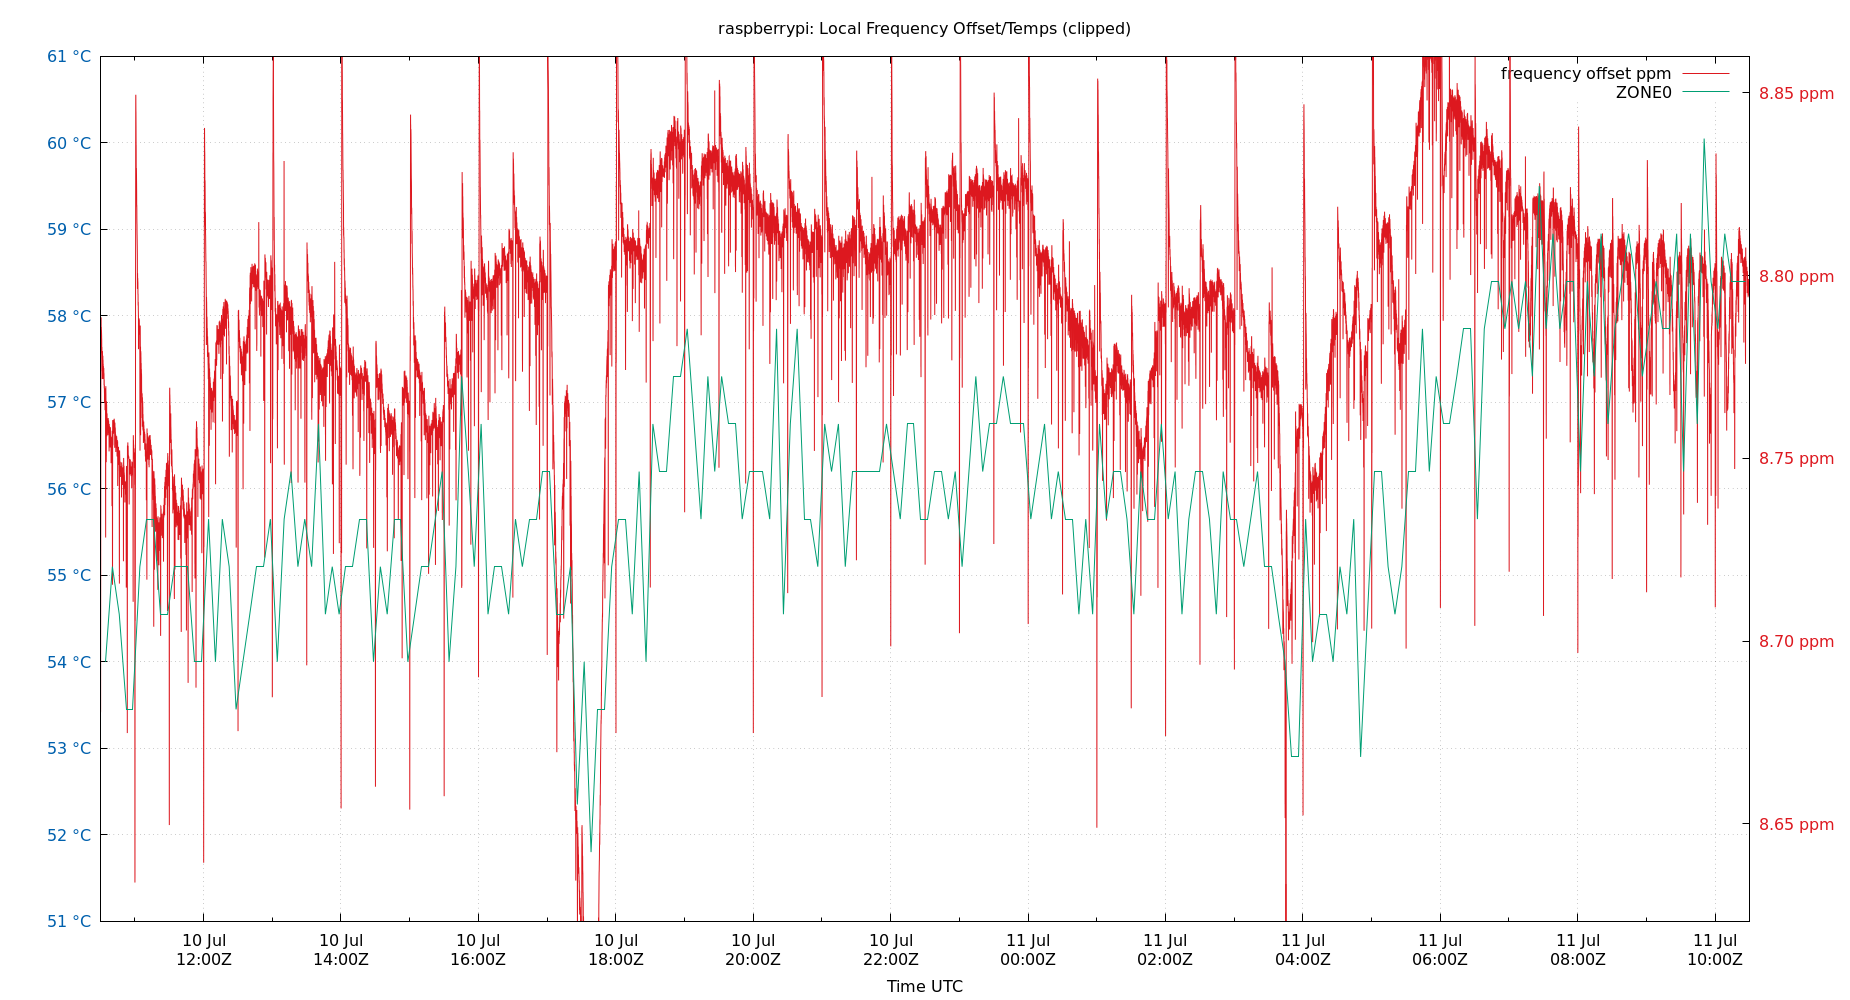 raspberrypi: Local Frequency Offset/Temps (clipped)
61 °C
60 °C
59 °C
58 °C
57 °C
56 °C
55 °C
54 °C
53 °C
52 °C
51 °C
frequency offset ppm
ZONE0
8.85 ppm
8.80 ppm
8.75 ppm
8.70 ppm
8.65 ppm
10 Jul
12:00Z
10 Jul
14:00Z
10 Jul
16:00Z
10 Jul
18:00Z
10 Jul
20:00Z
10 Jul
22:00Z
11 Jul
00:00Z
11 Jul
02:00Z
11 Jul
04:00Z
11 Jul
06:00Z
11 Jul
08:00Z
11 Jul
10:00Z
Time UTC